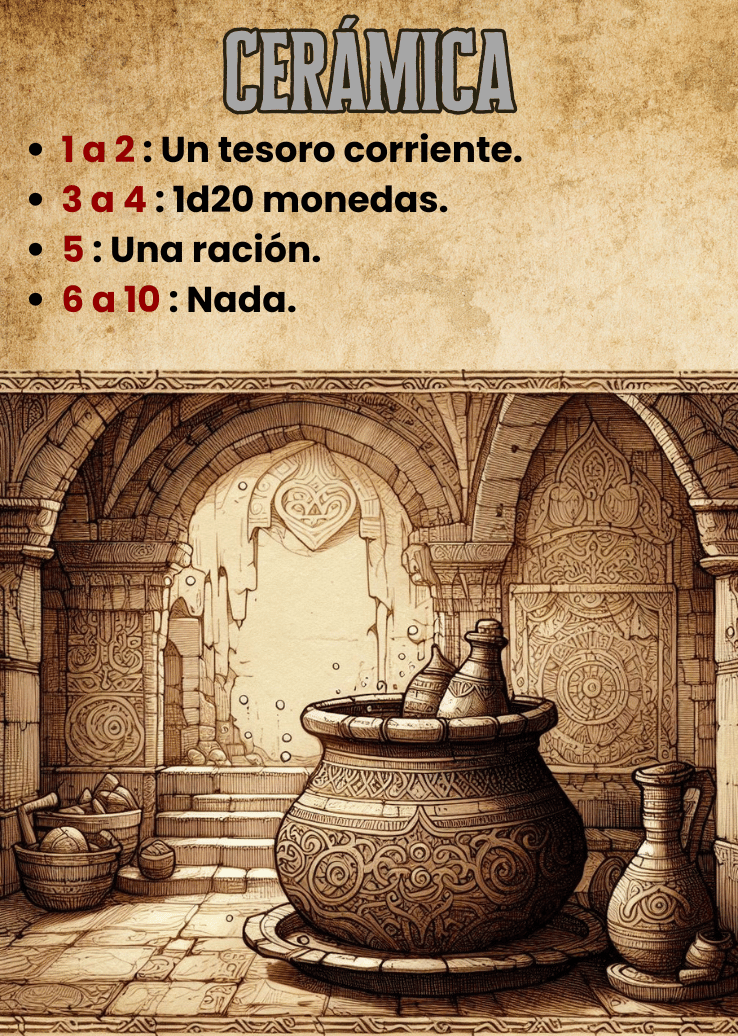 CERÁMICA
• 1 a 2 : Un tesoro corriente.
• 3 a 4 : 1d20 monedas.
• 5 : Una ración.
• 6 a 10 : Nada.